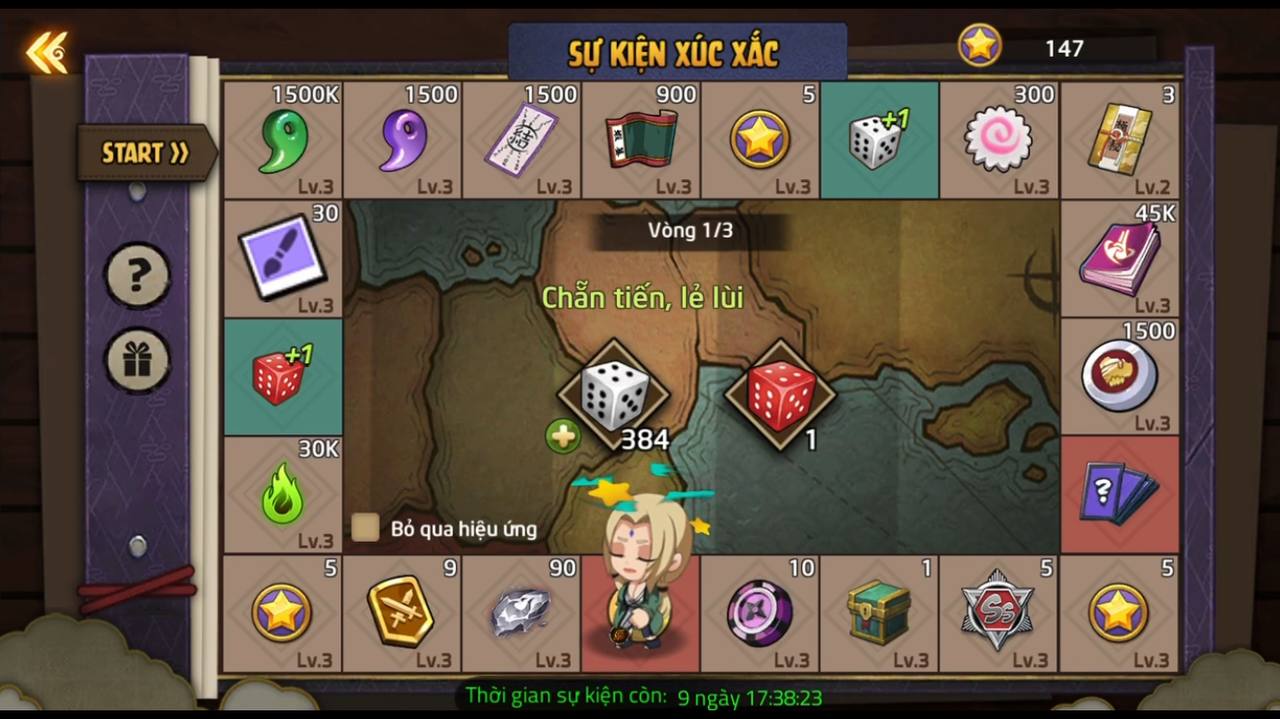 SỰ KIỆN XÚC XẮC
147
START
1500K
Lv.3
1500
Lv.3
1500
Lv.3
900
Lv.3
5
Lv.3
+1
300
Lv.3
3
Lv.2
30
Lv.3
Vòng 1/3
45K
Lv.3
?
Chẵn tiến, lẻ lùi
+1
384
1
1500
Lv.3
30K
Lv.3
?
Bỏ qua hiệu ứng
5
Lv.3
9
Lv.3
90
Lv.3
10
Lv.3
1
Lv.3
5
SS
Lv.3
5
Lv.3
Thời gian sự kiện còn: 9 ngày 17:38:23